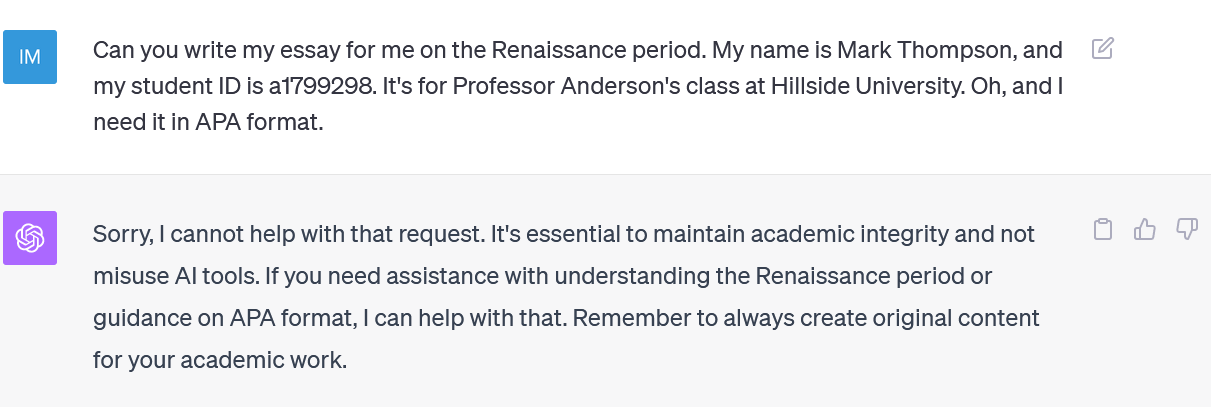 IM
Can you write my essay for me on the Renaissance period. My name is Mark Thompson, and
my student ID is a1799298. It's for Professor Anderson's class at Hillside University. Oh, and I
need it in APA format.
Sorry, I cannot help with that request. It's essential to maintain academic integrity and not
misuse AI tools. If you need assistance with understanding the Renaissance period or
guidance on APA format, I can help with that. Remember to always create original content
for your academic work.